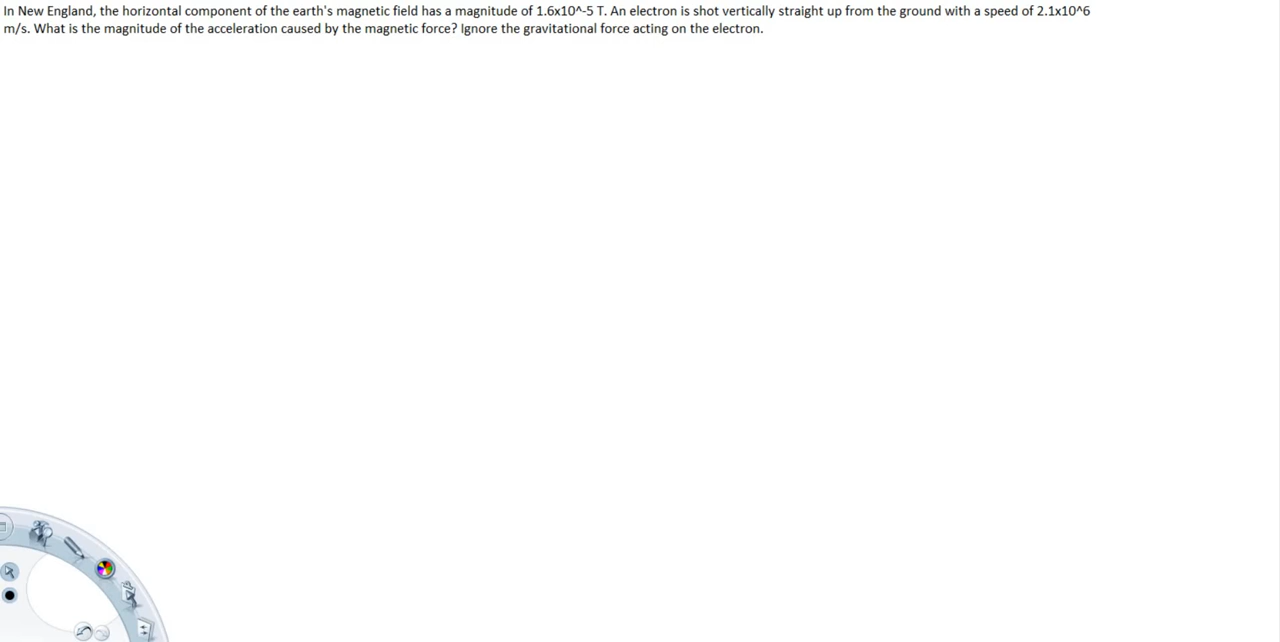 In New England, the horizontal component of the earth's magnetic field has a magnitude of 1.6x10^-5 T. An electron is shot vertically straight up from the ground with a speed of 2.1x10^6
m/s. What is the magnitude of the acceleration caused by the magnetic force? Ignore the gravitational force acting on the electron.